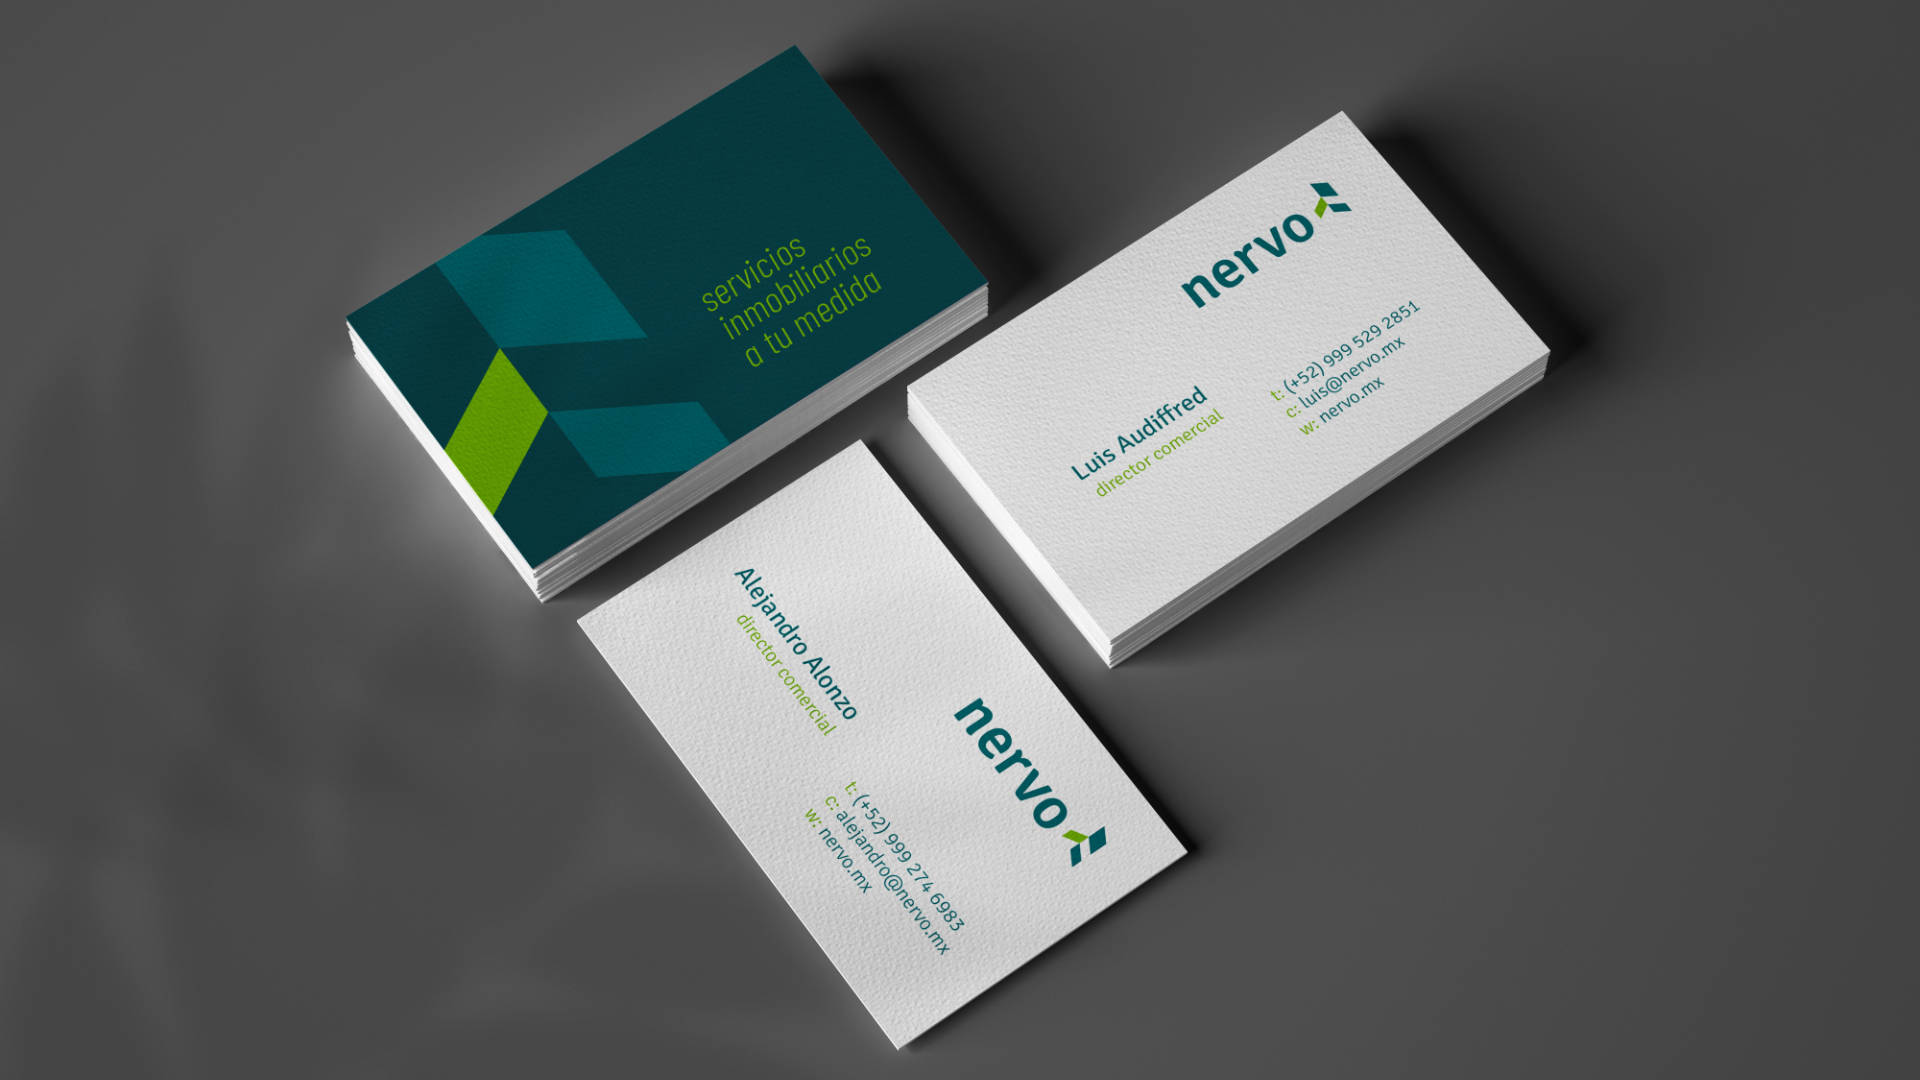 servicios
inmobiliarios
a tu medida
nervo
Luis Audiffred
director comercial
t: (+52) 999 529 2851
c: luis@nervo.mx
w: nervo.mx
Alejandro Alonzo
director comercial
nervo
t: (+52) 999 274 6983
c: alejandro@nervo.mx
w: nervo.mx